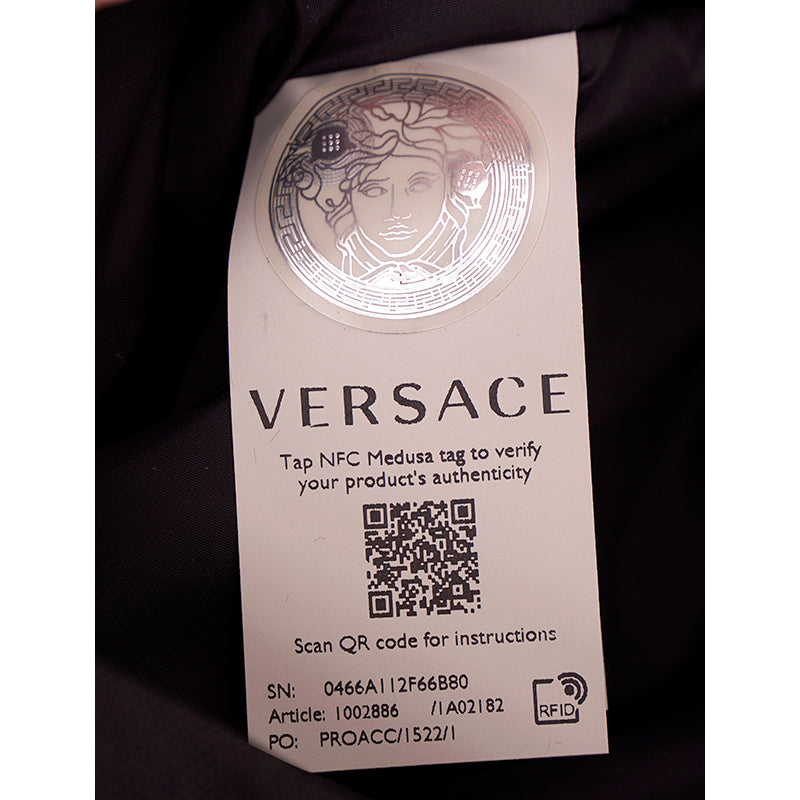 VERSACE
Tap NFC Medusa tag to verify
your product's authenticity
Scan QR code for instructions
SN: 0466A112F66B80
Article: 1002886 /1A02182
PO: PROACC/1522/1
RFID